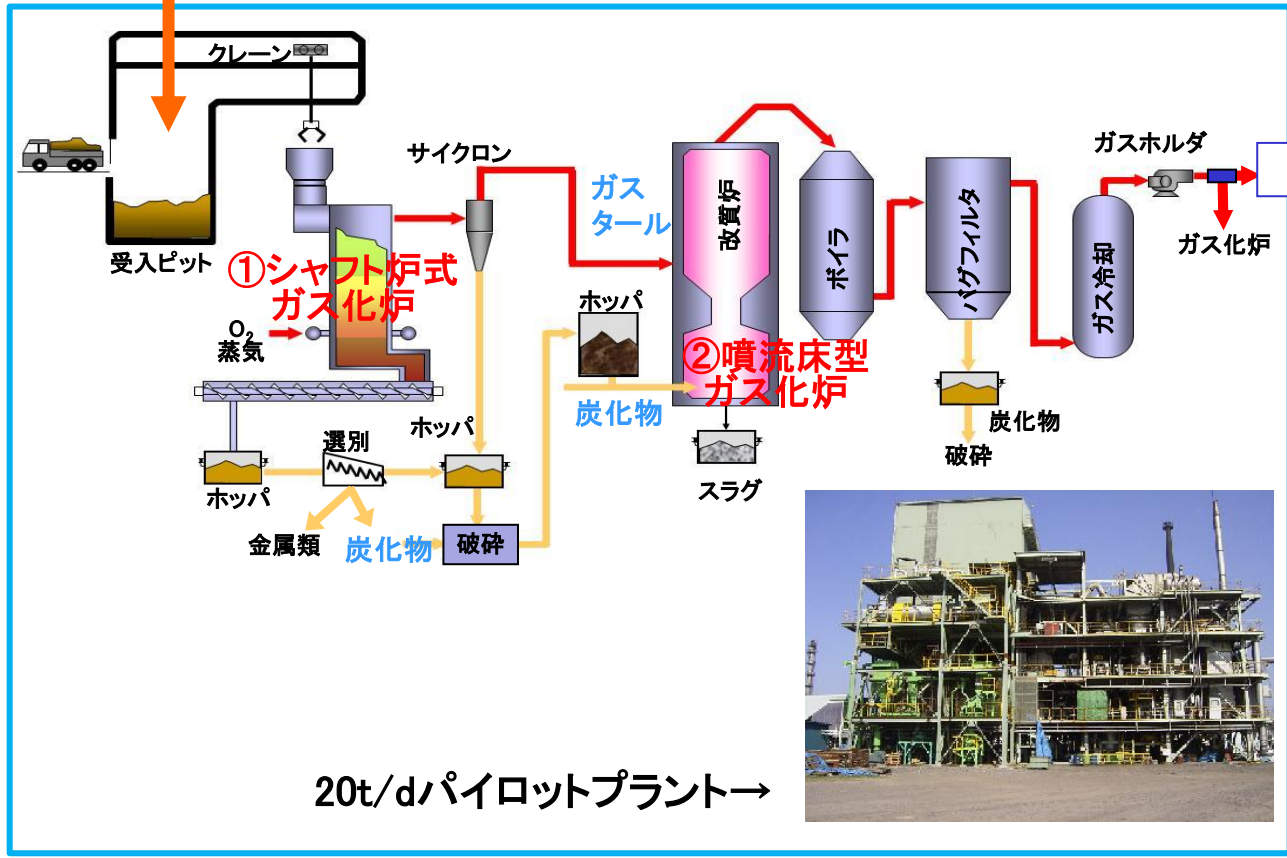 クレーン
受入ピット
①シャフト炉式
ガス化炉
O₂
蒸気
サイクロン
ガス
タール
改質炉
ボイラ
バグフィルタ
ガスホルダ
ガス化炉
ガス冷却
ホッパ
②噴流床型
ガス化炉
炭化物
スラグ
炭化物
破砕
ホッパ
選別
ホッパ
金属類
炭化物
破砕
20t/dパイロットプラント→